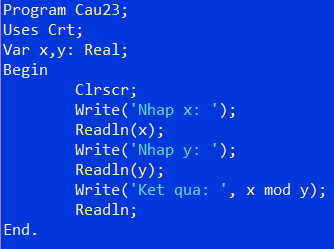 Program Cau23;
Uses Crt;
Var x,y: Real;
Begin
Clrscr;
Write('Nhap x: ');
Readln(x);
Write('Nhap y: ');
Readln(y);
Write('Ket qua: ', x mod y);
Readln;
End.